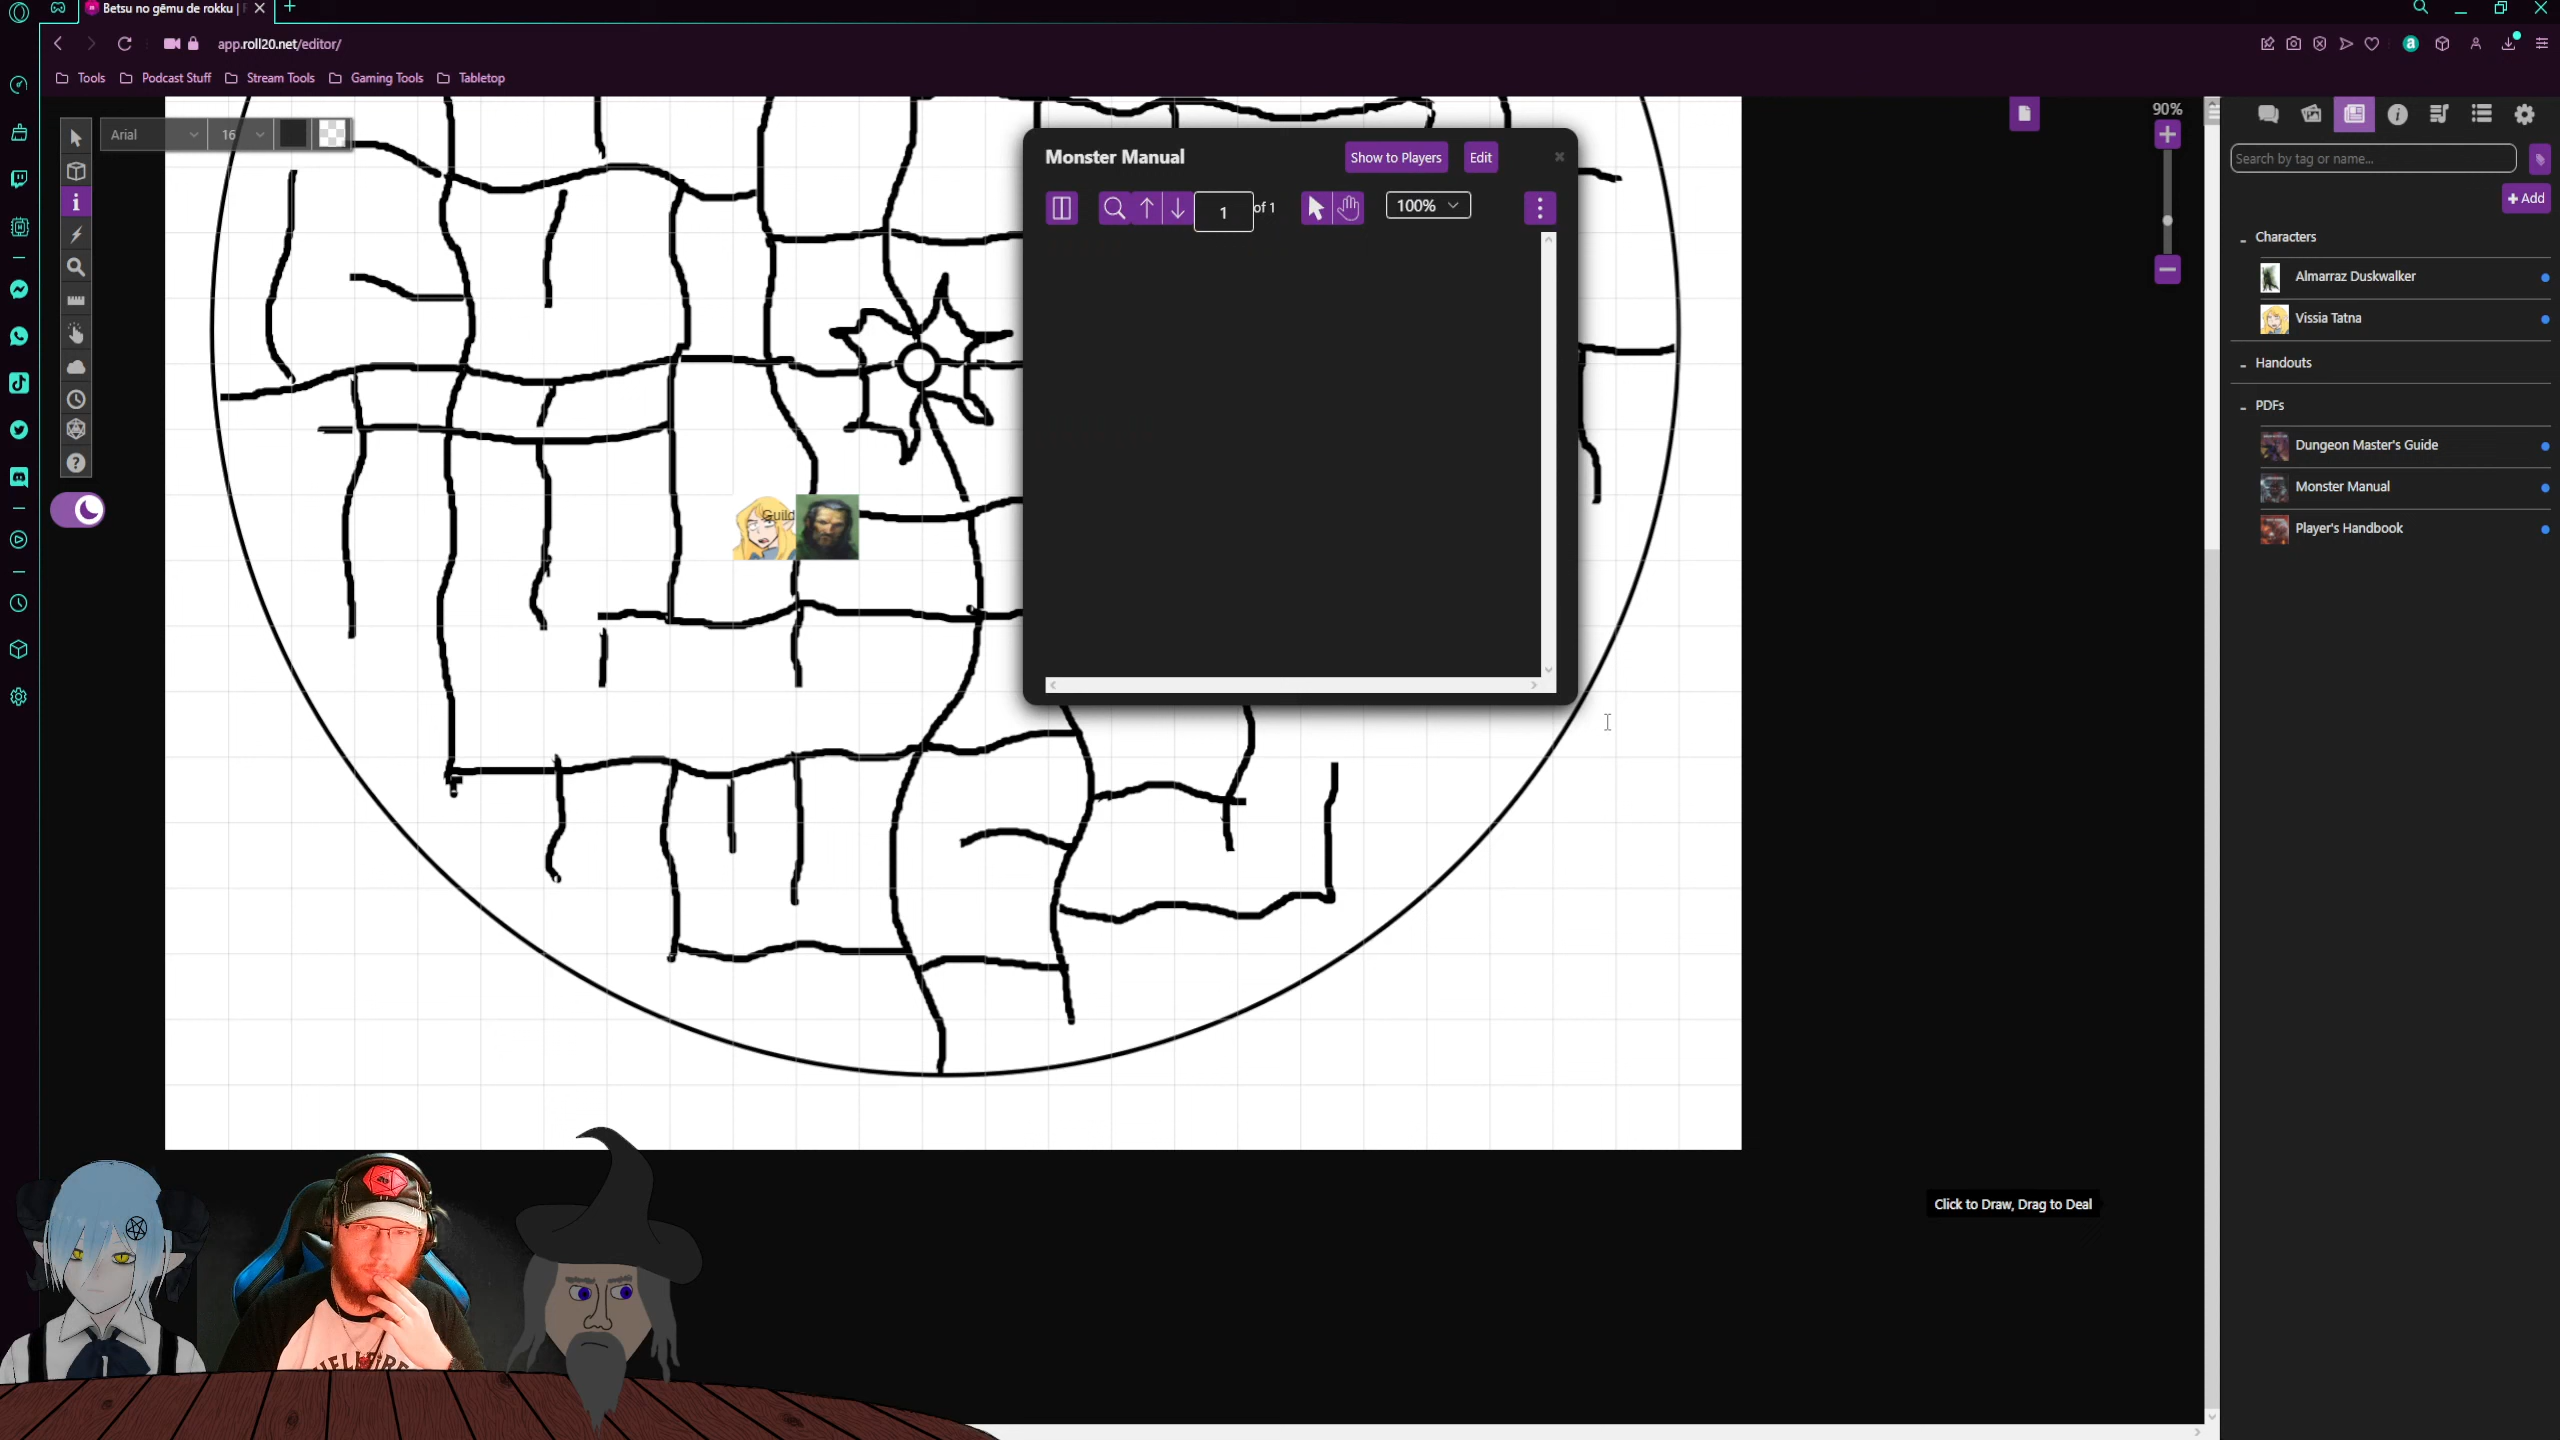 Betsu no gēmu de rokku |
app.roll20.net/editor/
Tools
Podcast Stuff
Stream Tools
Gaming Tools
Tabletop
Arial
16
Monster Manual
Show to Players
Edit
1
of 1
100%
90%
Search by tag or name...
+ Add
Characters
Almarraz Duskwalker
Vissia Tatna
Handouts
PDFs
Dungeon Master's Guide
Monster Manual
Player's Handbook
Guild
Click to Draw, Drag to Deal
HELLFIRE